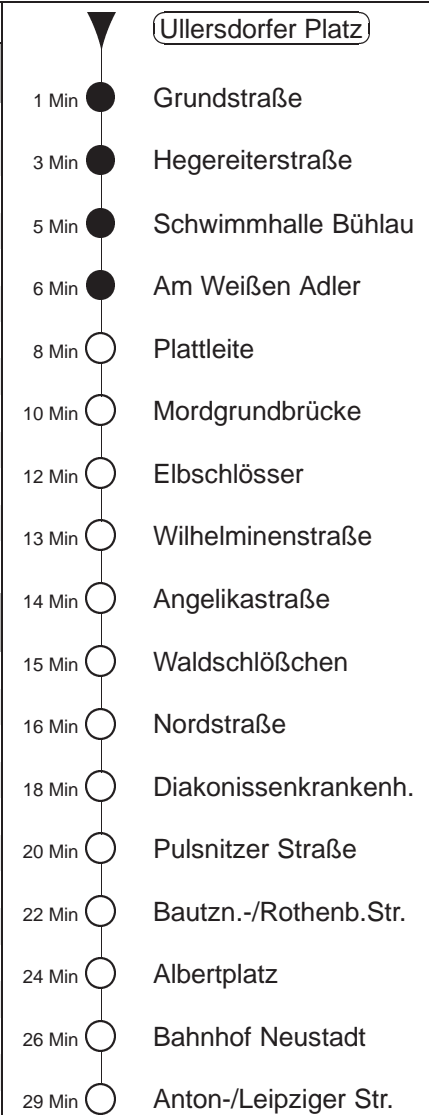 Ullersdorfer Platz
1 Min Grundstraße
3 Min Hegereiterstraße
5 Min Schwimmhalle Bühlau
6 Min Am Weißen Adler
8 Min Plattleite
10 Min Mordgrundbrücke
12 Min Elbschlösser
13 Min Wilhelminenstraße
14 Min Angelikastraße
15 Min Waldschlößchen
16 Min Nordstraße
18 Min Diakonissenkrankenh.
20 Min Pulsnitzer Straße
22 Min Bautzn.-/Rothenb.Str.
24 Min Albertplatz
26 Min Bahnhof Neustadt
29 Min Anton-/Leipziger Str.